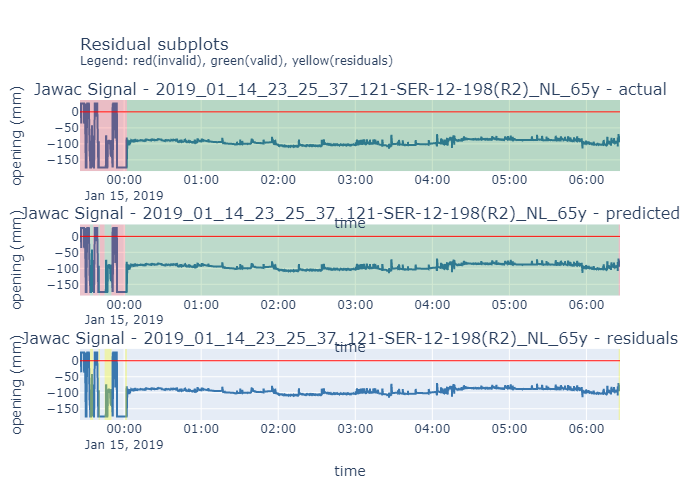 Residual subplots
Legend: red(invalid), green(valid), yellow(residuals)
Jawac Signal - 2019_01_14_23_25_37_121-SER-12-198(R2)_NL_65y - actual
opening (mm)
0
−50
−100
−150
00:00 01:00 02:00 03:00 04:00 05:00 06:00
Jan 15, 2019
time
Jawac Signal - 2019_01_14_23_25_37_121-SER-12-198(R2)_NL_65y - predicted
opening (mm)
0
−50
−100
−150
00:00 01:00 02:00 03:00 04:00 05:00 06:00
Jan 15, 2019
time
Jawac Signal - 2019_01_14_23_25_37_121-SER-12-198(R2)_NL_65y - residuals
opening (mm)
0
−50
−100
−150
00:00 01:00 02:00 03:00 04:00 05:00 06:00
Jan 15, 2019
time